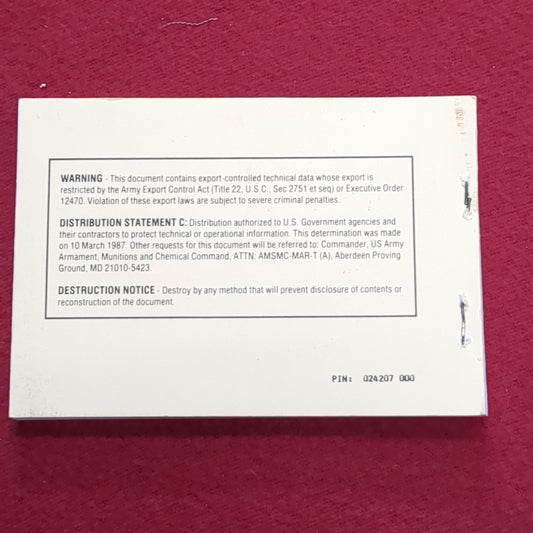 WARNING - This document contains export-controlled technical data whose export is
restricted by the Army Export Control Act (Title 22, U.S.C., Sec 2751 et seq) or Executive Order
12470. Violation of these export laws are subject to severe criminal penalties.
DISTRIBUTION STATEMENT C: Distribution authorized to U.S. Government agencies and
their contractors to protect technical or operational information. This determination was made
on 10 March 1987. Other requests for this document will be referred to: Commander, US Army
Armament, Munitions and Chemical Command, ATTN: AMSMC-MAR-T (A), Aberdeen Proving
Ground, MD 21010-5423.
DESTRUCTION NOTICE - Destroy by any method that will prevent disclosure of contents or
reconstruction of the document.
PIN: 024207 000